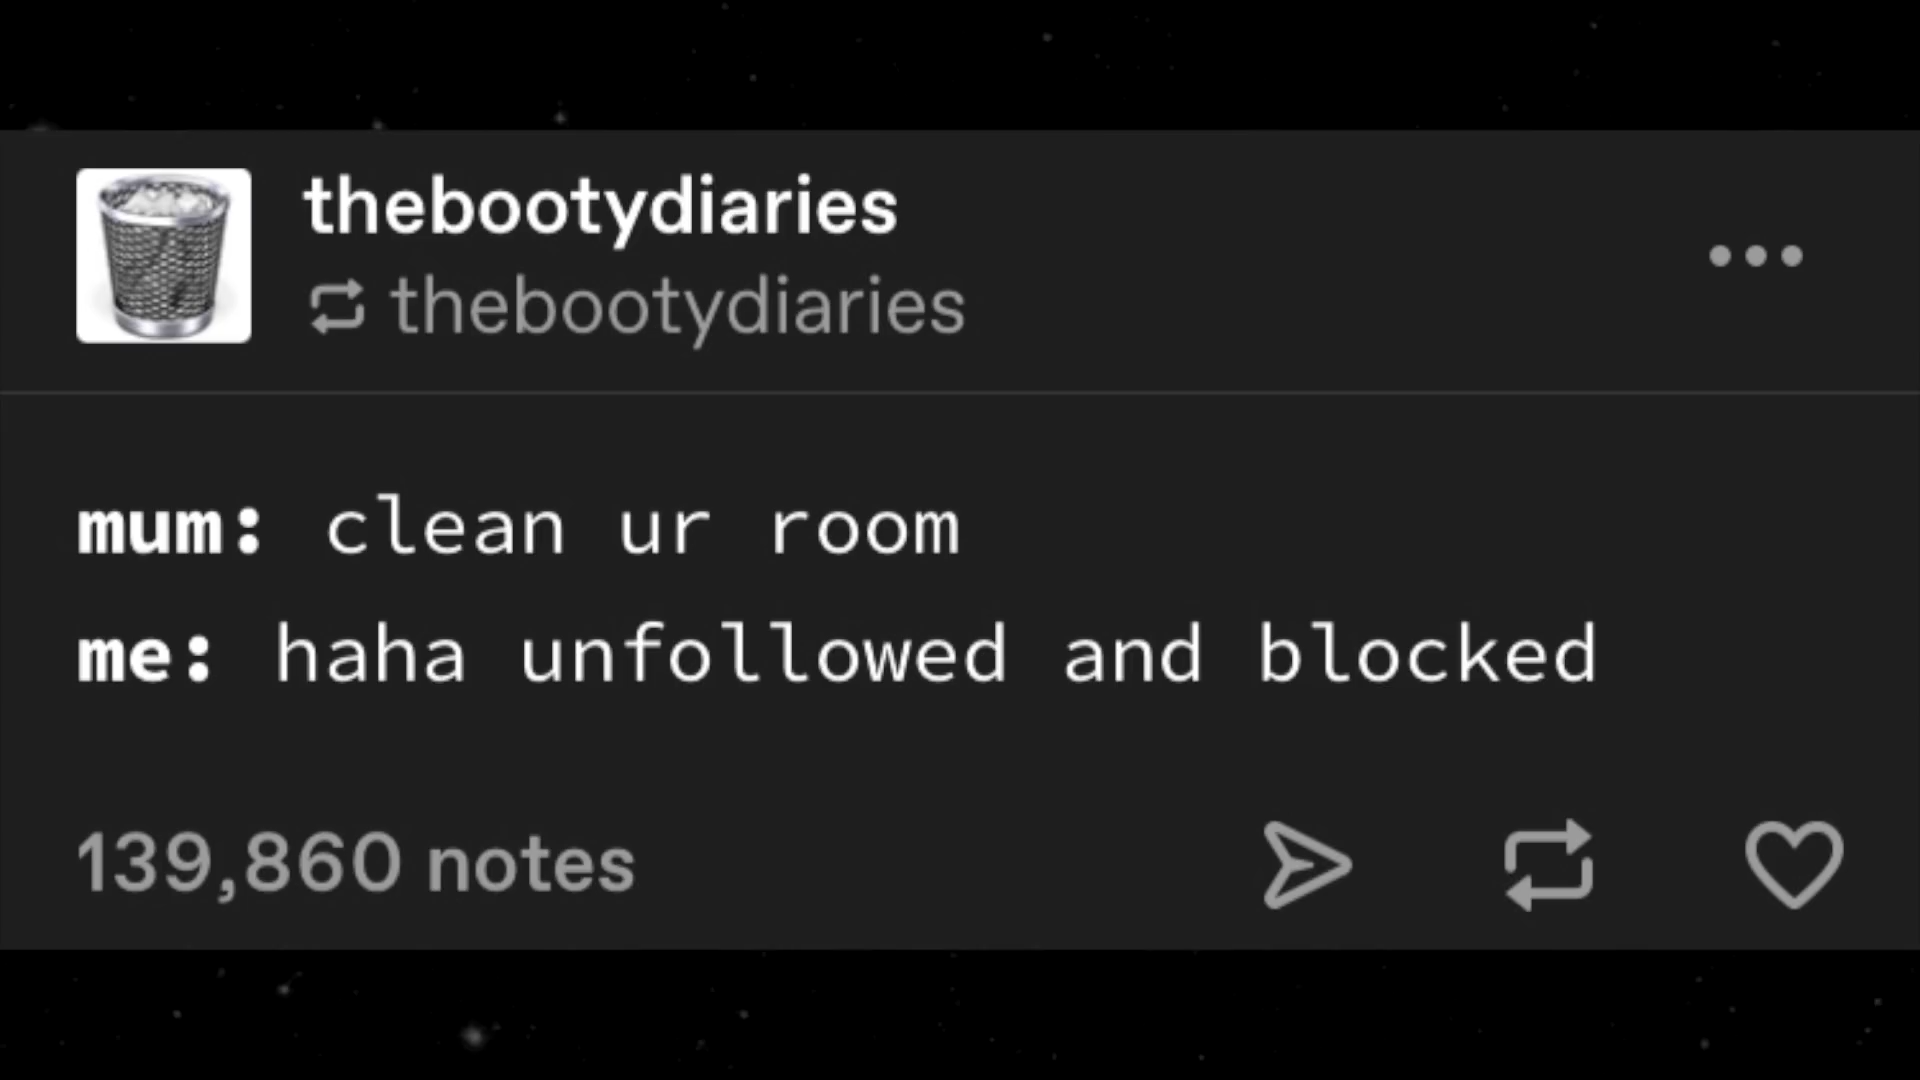 thebootydiaries
thebootydiaries
mum: clean ur room
me: haha unfollowed and blocked
139,860 notes